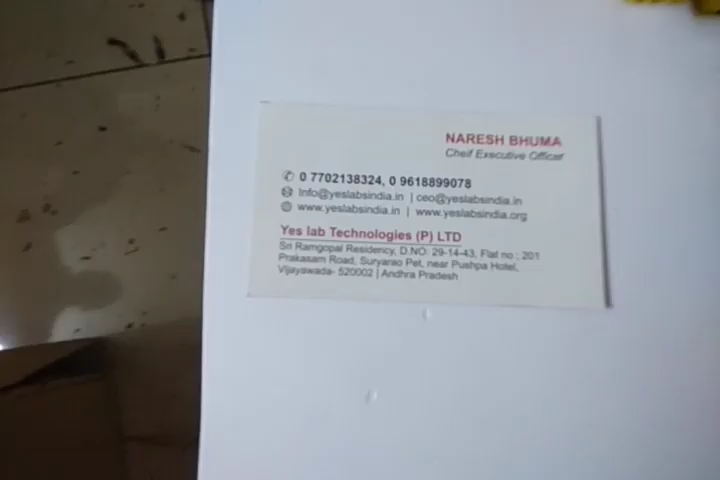 NARESH BHUMA
Cheif Executive Officer
0 7702138324, 0 9618899078
Info@yeslabsindia.in | ceo@yeslabsindia.in
www.yeslabsindia.in | www.yeslabsindia.org
Yes lab Technologies (P) LTD
Sri Ramgopal Residency, D.NO: 29-14-43, Flat no : 201
Prakasam Road, Suryarao Pet, near Pushpa Hotel,
Vijayawada- 520002 | Andhra Pradesh